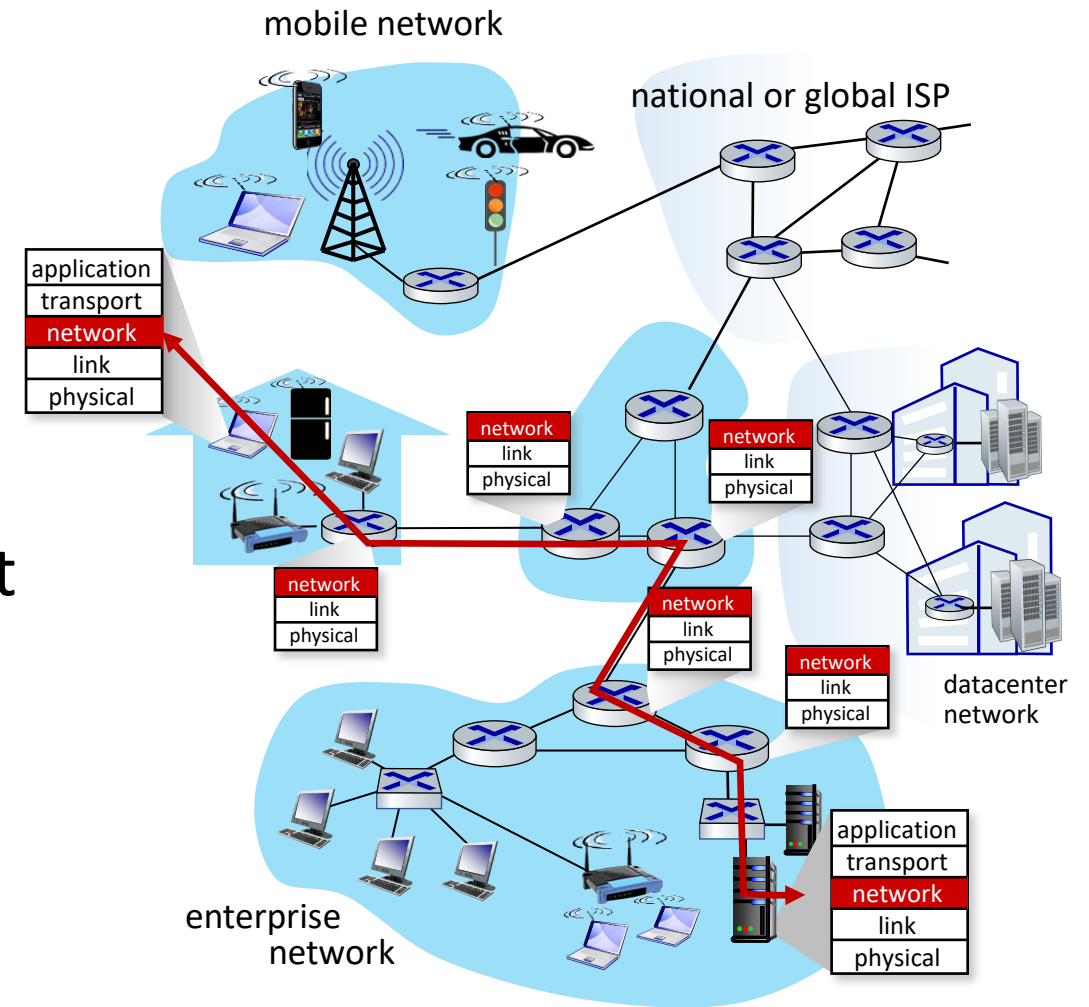 mobile network
national or global ISP
application
transport
network
link
physical
network
link
physical
network
link
physical
t
network
link
physical
network
link
physical
network
link
physical
datacenter
network
application
transport
network
link
physical
enterprise
network